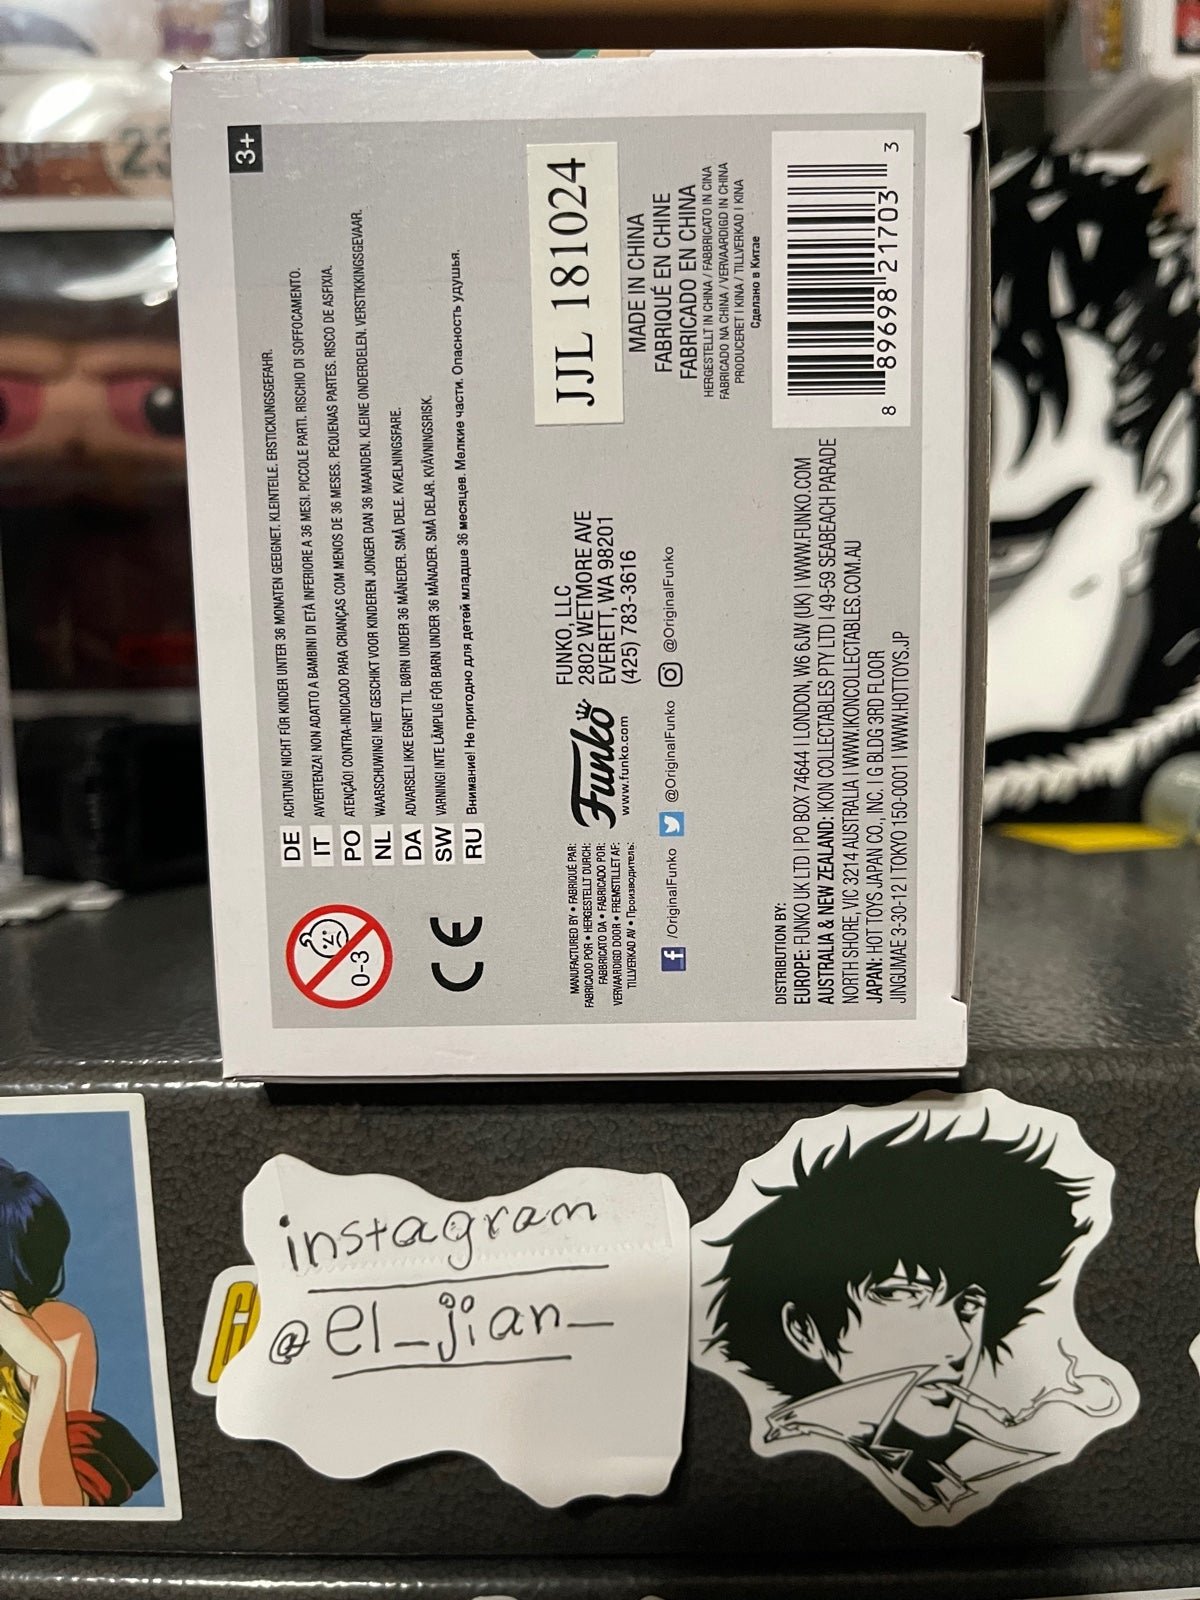 3+
DE ACHTUNG! NICHT FÜR KINDER UNTER 36 MONATEN GEEIGNET. KLEINTEILE. ERSTICKUNGSGEFAHR.
IT AVVERTENZA! NON ADATTO A BAMBINI DI ETÀ INFERIORE A 36 MESI. PICCOLE PARTI. RISCHIO DI SOFFOCAMENTO.
PO ATENÇÃO! CONTRA-INDICADO PARA CRIANÇAS COM MENOS DE 36 MESES. PEQUENAS PARTES. RISCO DE ASFIXIA.
NL WAARSCHUWING! NIET GESCHIKT VOOR KINDEREN JONGER DAN 36 MAANDEN. KLEINE ONDERDELEN. VERSTIKKINGSGEVAAR.
DA ADVARSEL! IKKE EGNET TIL BØRN UNDER 36 MÅNEDER. SMÅ DELE. KVÆLNINGSFARE.
SW VARNING! INTE LÄMPLIG FÖR BARN UNDER 36 MÅNADER. SMÅ DELAR. KVÄVNINGSRISK.
RU Внимание! Не пригодно для детей младше 36 месяцев. Мелкие части. Опасность удушья.
0-3
CE
MANUFACTURED BY • FABRIQUÉ PAR:
FABRICADO POR • HERGESTELLT DURCH:
FABBRICATO DA • FABRICADO POR:
VERVAARDIGD DOOR • FREMSTILLET AF:
TILLVERKAD AV • Производитель:
Funko
www.funko.com
FUNKO, LLC
2802 WETMORE AVE
EVERETT, WA 98201
(425) 783-3616
/OriginalFunko @OriginalFunko @OriginalFunko
JJL 181024
MADE IN CHINA
FABRIQUÉ EN CHINE
FABRICADO EN CHINA
HERGESTELLT IN CHINA / FABBRICATO IN CINA
FABRICADO NA CHINA / VERVAARDIGD IN CHINA
PRODUCERET I KINA / TILLVERKAD I KINA
Сделано в Китае
DISTRIBUTION BY:
EUROPE: FUNKO UK LTD | PO BOX 74644 | LONDON, W6 6JW (UK) | WWW.FUNKO.COM
AUSTRALIA & NEW ZEALAND: IKON COLLECTABLES PTY LTD | 49-59 SEABEACH PARADE
NORTH SHORE, VIC 3214 AUSTRALIA | WWW.IKONCOLLECTABLES.COM.AU
JAPAN: HOT TOYS JAPAN CO., INC. | G BLDG 3RD FLOOR
JINGUMAE 3-30-12 | TOKYO 150-0001 | WWW.HOTTOYS.JP
8 89698 21703 3
23
instagram
@el_jian_